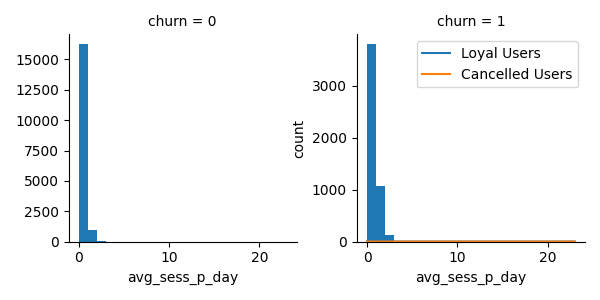 churn = 0
15000
12500
10000
7500
5000
2500
0
0 10 20
avg_sess_p_day
churn = 1
Loyal Users
Cancelled Users
count
3000
2000
1000
0
0 10 20
avg_sess_p_day